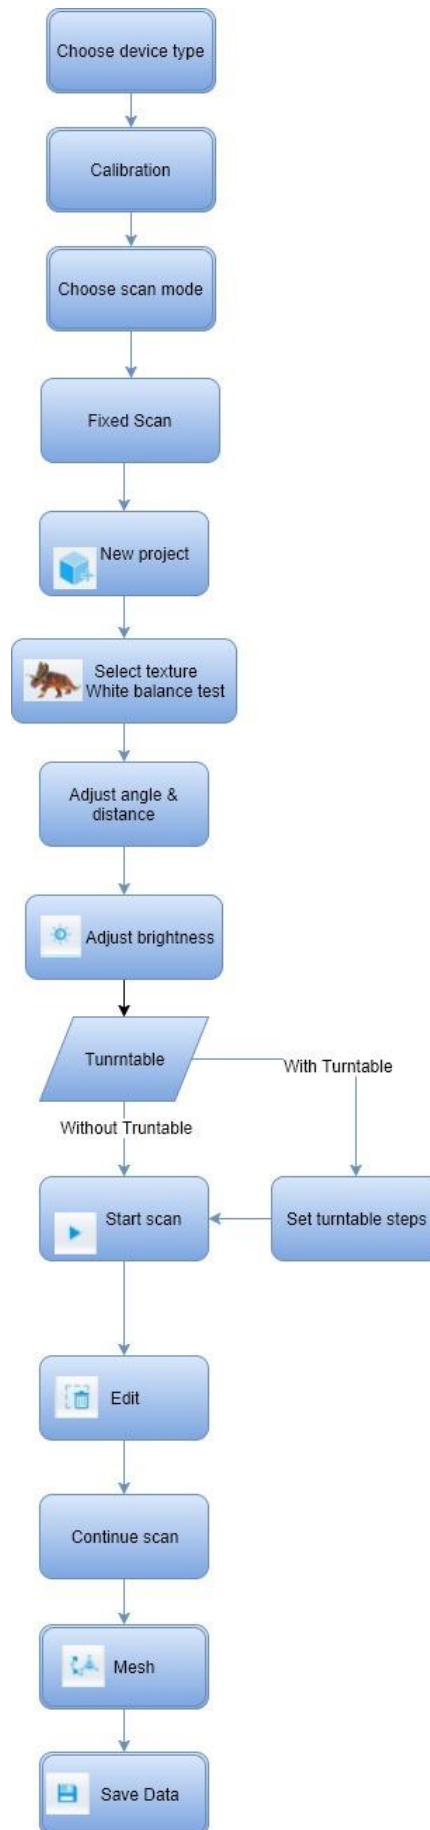 Choose device type
Calibration
Choose scan mode
Fixed Scan
New project
Select texture
White balance test
Adjust angle &
distance
Adjust brightness
Tunrntable
With Turntable
Without Truntable
Start scan
Set turntable steps
Edit
Continue scan
Mesh
Save Data